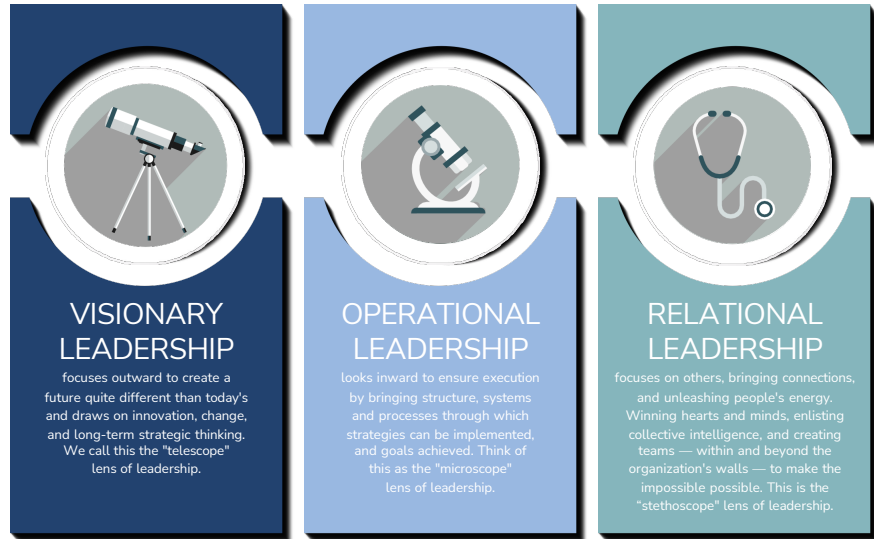 VISIONARY
LEADERSHIP
focuses outward to create a
future quite different than today's
and draws on innovation, change,
and long-term strategic thinking.
We call this the "telescope"
lens of leadership.
OPERATIONAL
LEADERSHIP
looks inward to ensure execution
by bringing structure, systems
and processes through which
strategies can be implemented,
and goals achieved. Think of
this as the "microscope"
lens of leadership.
RELATIONAL
LEADERSHIP
focuses on others, bringing connections,
and unleashing people's energy.
Winning hearts and minds, enlisting
collective intelligence, and creating
teams — within and beyond the
organization's walls — to make the
impossible possible. This is the
“stethoscope" lens of leadership.